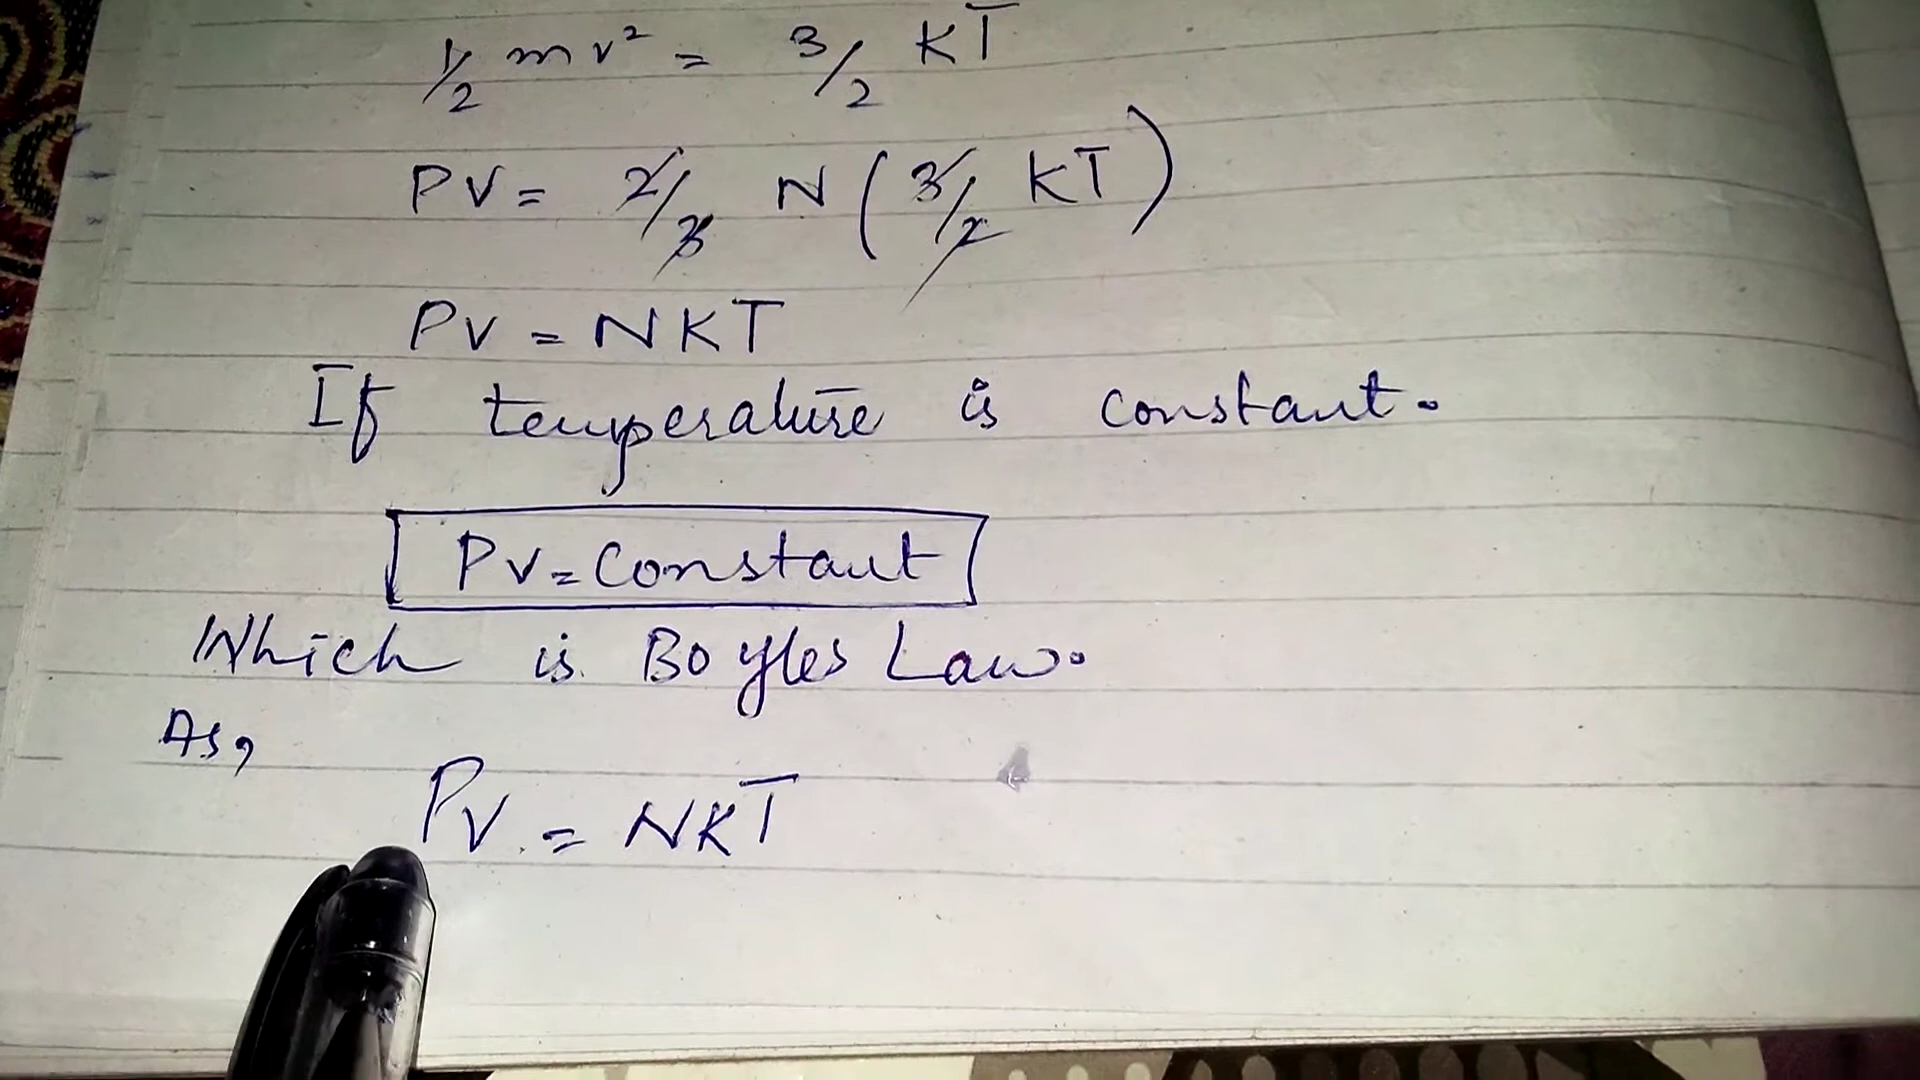 1/2 mv² = 3/2 KT
PV = 2/3 N (3/2 KT)
PV = NKT
If temperature is constant.
PV = Constant
Which is Boyles Law.
As,
PV = NKT